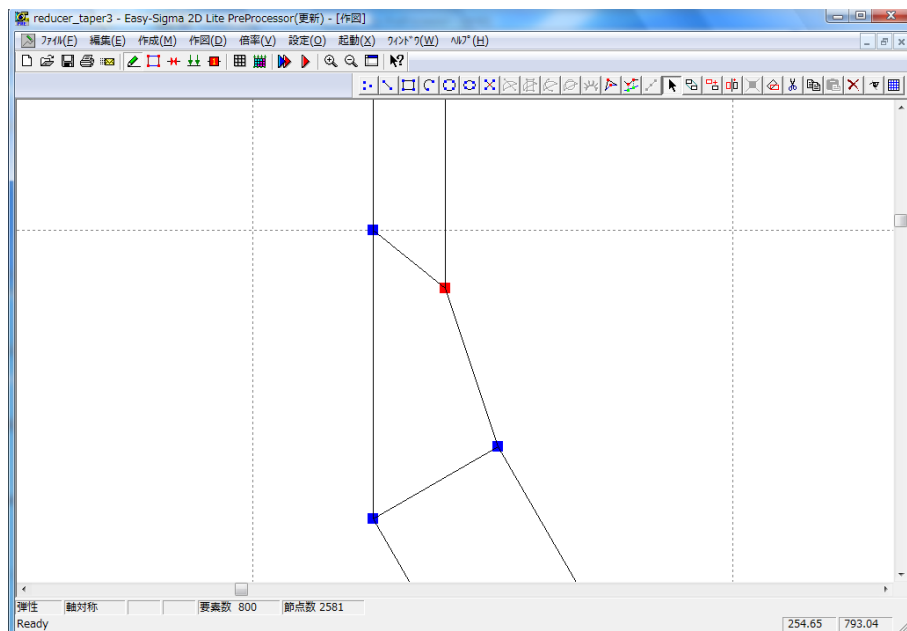 reducer_taper3 - Easy-Sigma 2D Lite PreProcessor(更新) - [作図]
ﾌｧｲﾙ(F) 編集(E) 作成(M) 作図(D) 倍率(V) 設定(O) 起動(X) ｳｨﾝﾄﾞｳ(W) ﾍﾙﾌﾟ(H)
弾性 軸対称 要素数 800 節点数 2581
Ready 254.65 793.04